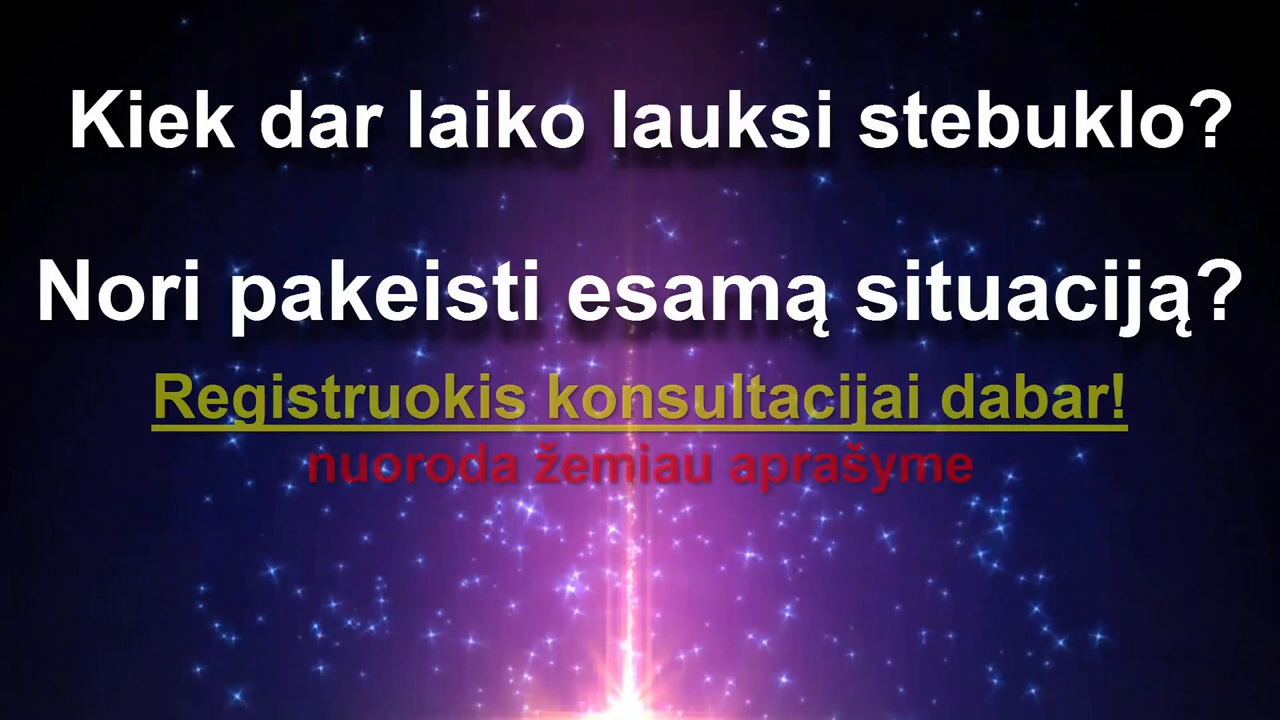 Kiek dar laiko lauksi stebuklo?
Nori pakeisti esamą situaciją?
Registruokis konsultacijai dabar!
nuoroda žemiau aprašyme